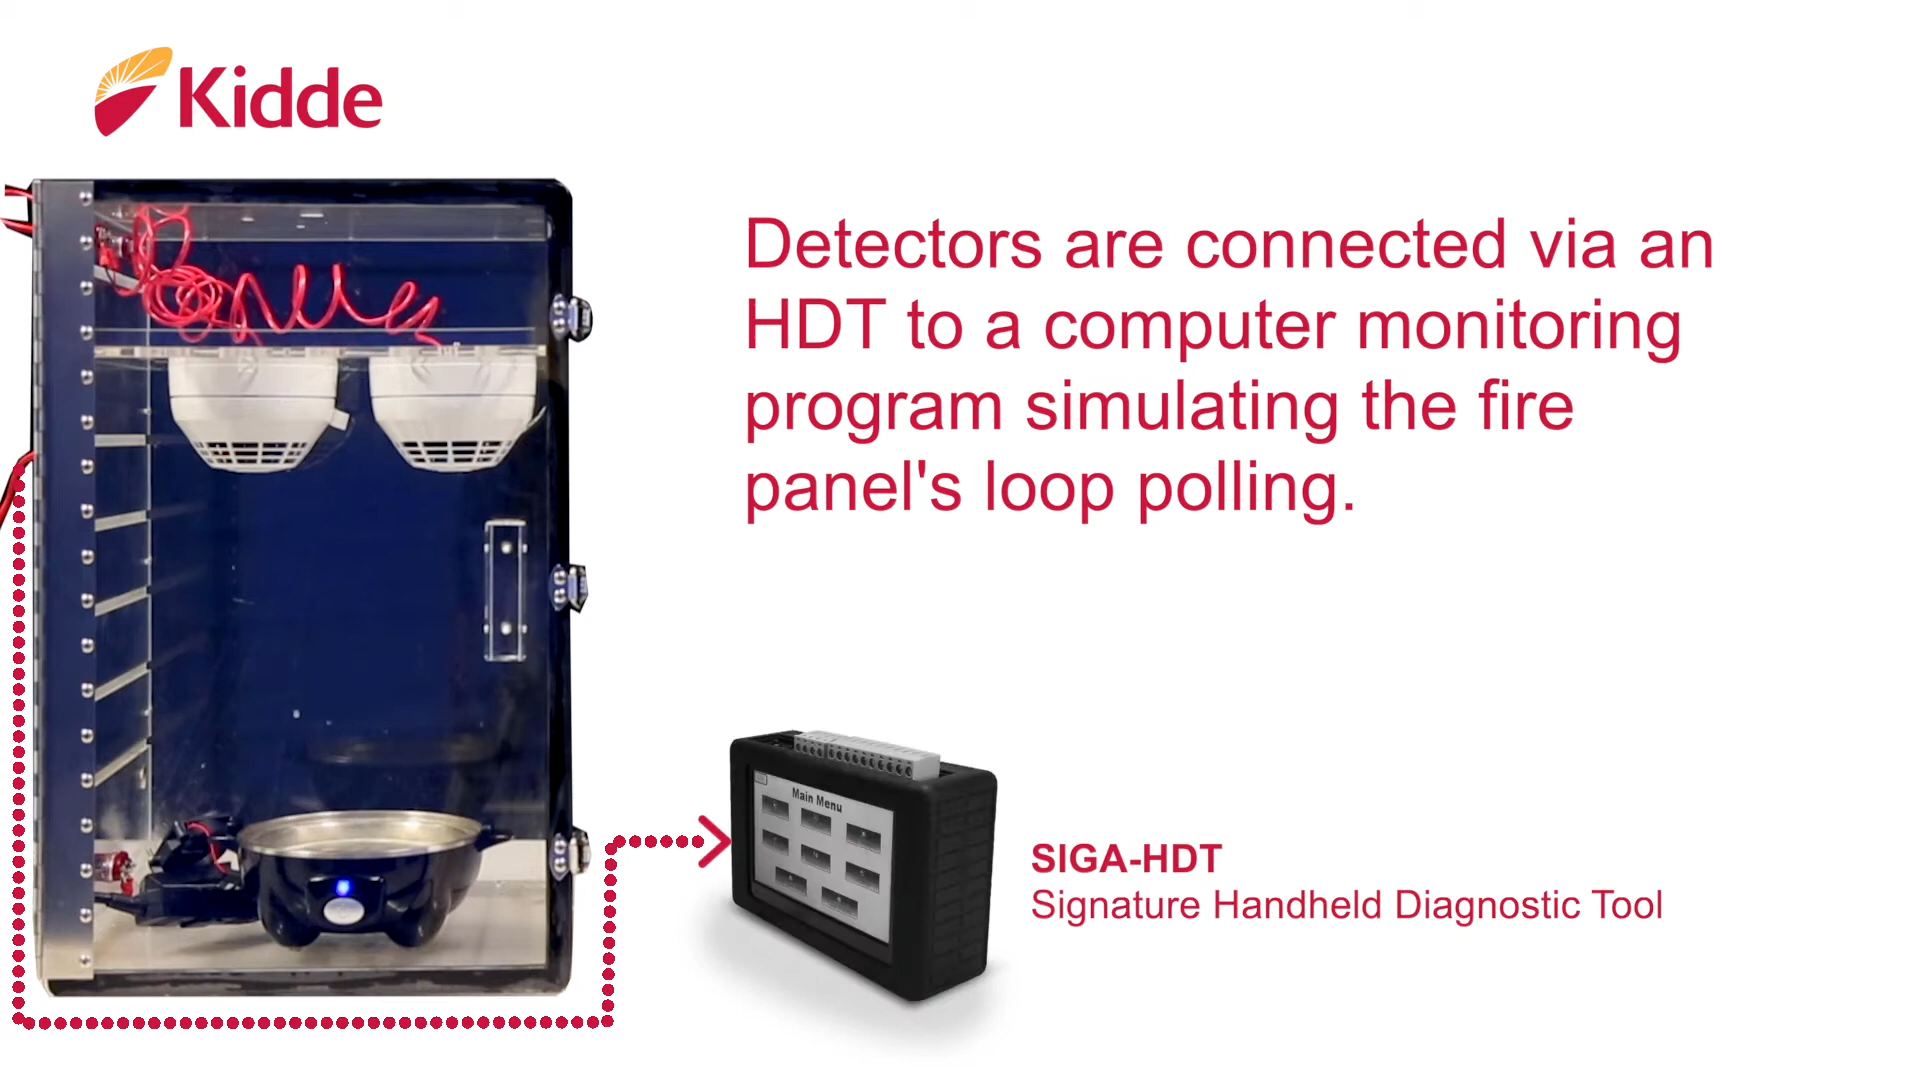 Kidde
Detectors are connected via an
HDT to a computer monitoring
program simulating the fire
panel's loop polling.
Main Menu
SIGA-HDT
Signature Handheld Diagnostic Tool